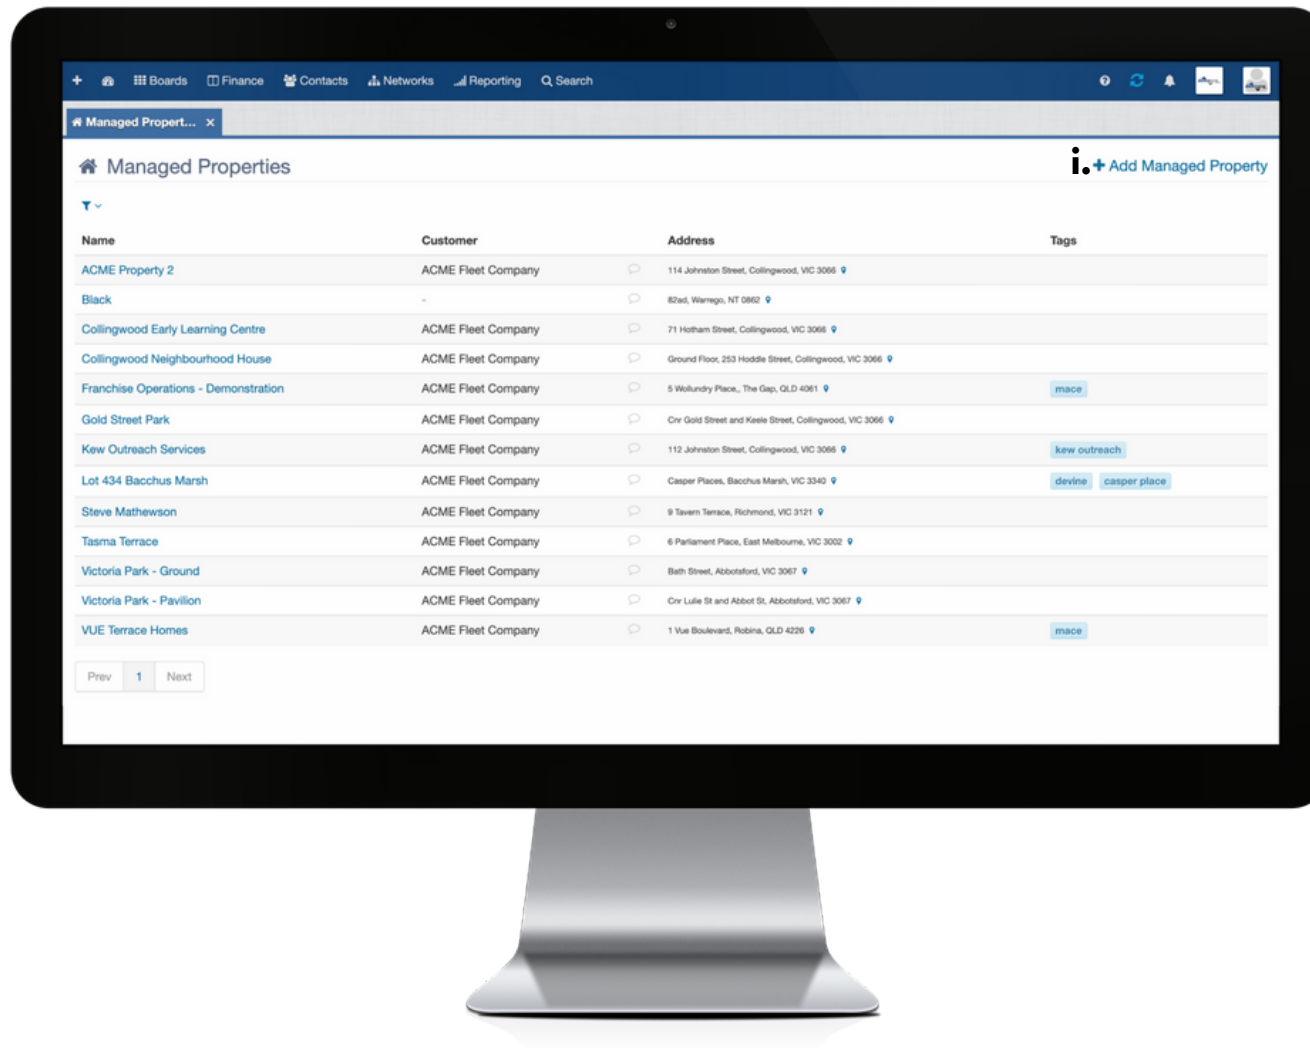 Boards Finance Contacts Networks Reporting Search
Managed Propert... ×
Managed Properties
i. + Add Managed Property
Name Customer Address Tags
ACME Property 2 ACME Fleet Company 114 Johnston Street, Collingwood, VIC 3066
Black - 82ad, Warrego, NT 0862
Collingwood Early Learning Centre ACME Fleet Company 71 Hotham Street, Collingwood, VIC 3066
Collingwood Neighbourhood House ACME Fleet Company Ground Floor, 253 Hoddle Street, Collingwood, VIC 3066
Franchise Operations - Demonstration ACME Fleet Company 5 Wollundry Place,, The Gap, QLD 4061 mace
Gold Street Park ACME Fleet Company Cnr Gold Street and Keele Street, Collingwood, VIC 3066
Kew Outreach Services ACME Fleet Company 112 Johnston Street, Collingwood, VIC 3066 kew outreach
Lot 434 Bacchus Marsh ACME Fleet Company Casper Places, Bacchus Marsh, VIC 3340 devine casper place
Steve Mathewson ACME Fleet Company 9 Tavern Terrace, Richmond, VIC 3121
Tasma Terrace ACME Fleet Company 6 Parliament Place, East Melbourne, VIC 3002
Victoria Park - Ground ACME Fleet Company Bath Street, Abbotsford, VIC 3067
Victoria Park - Pavilion ACME Fleet Company Cnr Lulie St and Abbot St, Abbotsford, VIC 3067
VUE Terrace Homes ACME Fleet Company 1 Vue Boulevard, Robina, QLD 4226 mace
Prev 1 Next